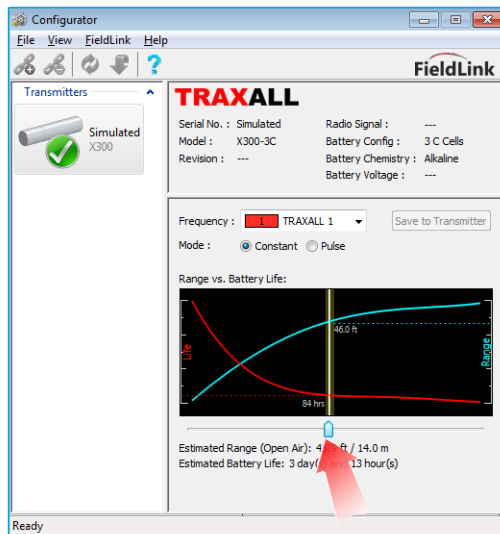 Configurator
File View FieldLink Help
FieldLink
Transmitters
Simulated
X300
TRAXALL
Serial No. : Simulated
Model : X300-3C
Revision : ---
Radio Signal : ---
Battery Config : 3 C Cells
Battery Chemistry : Alkaline
Battery Voltage : ---
Frequency : 1 TRAXALL 1
Save to Transmitter
Mode : Constant Pulse
Range vs. Battery Life:
Life
46.0 ft
84 hrs
Range
Estimated Range (Open Air): ft / 14.0 m
Estimated Battery Life: 3 day( 13 hour(s)
Ready